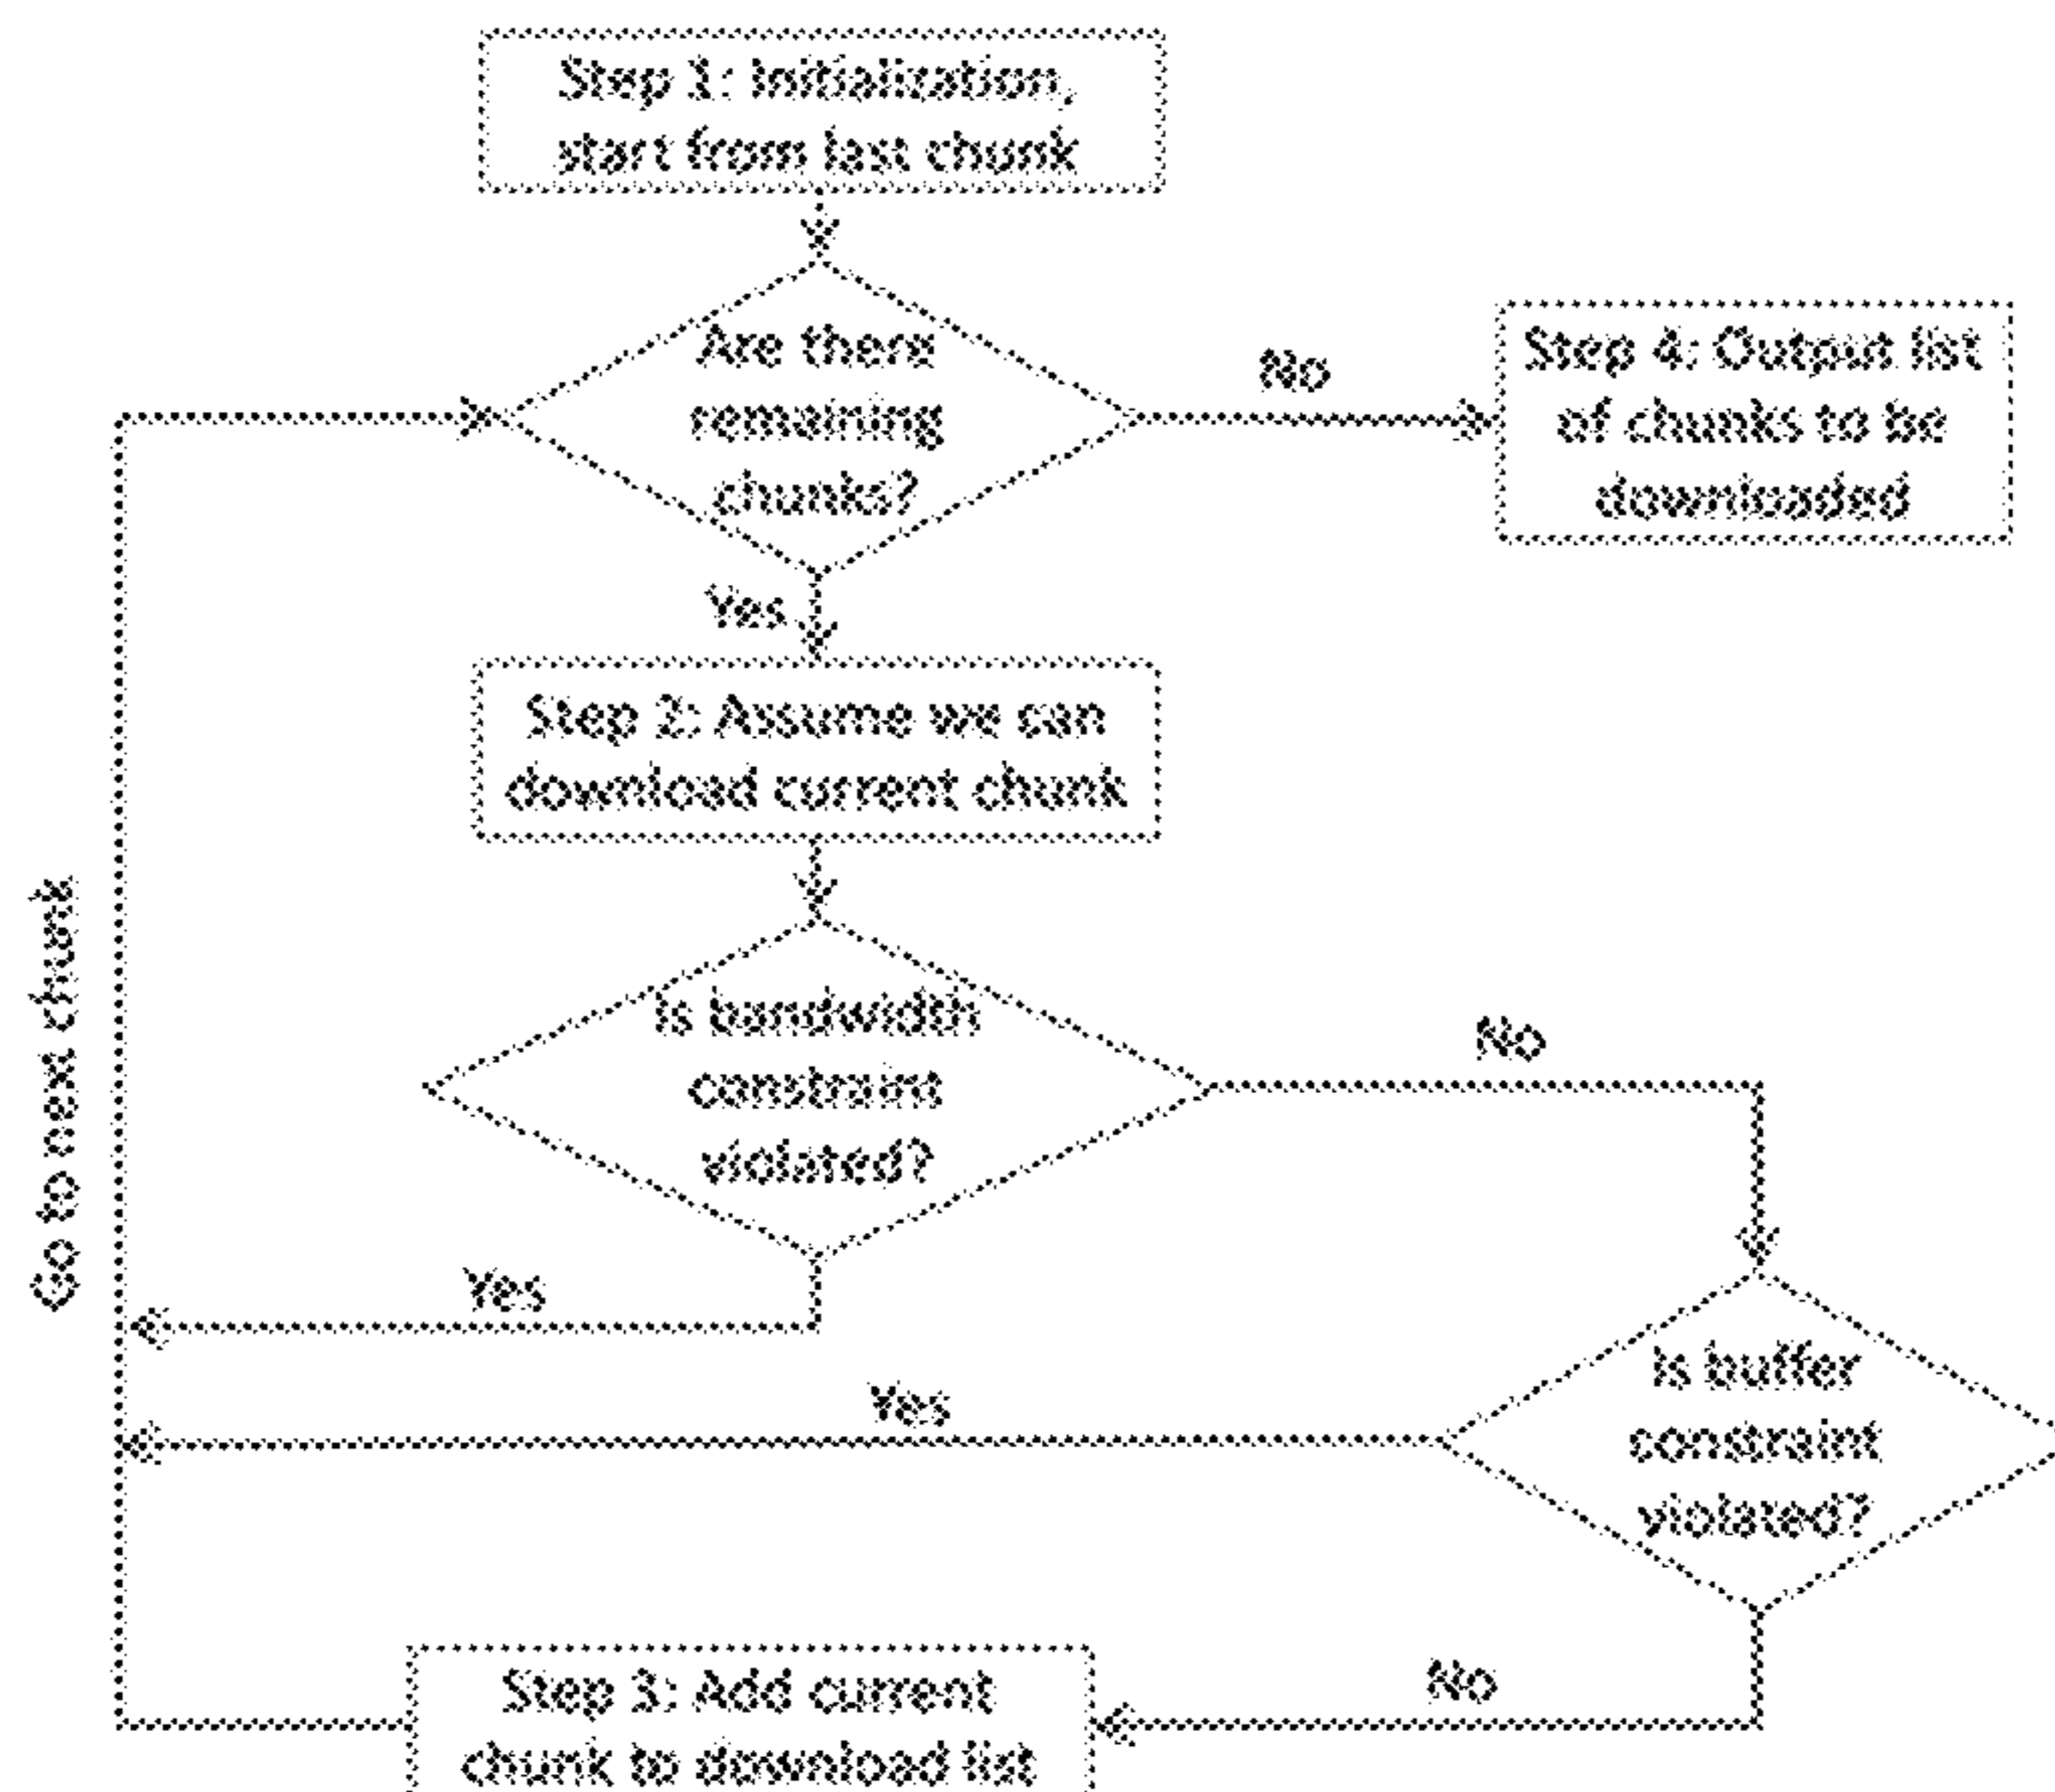 Step 1: Initialization,
start from last chunk
Are there
remaining
chunks?
No
Step 4: Output list
of chunks to be
downloaded
Yes
Step 2: Assume we can
download current chunk
Go to next chunk
Is bandwidth
constraint
violated?
No
Yes
Is buffer
constraint
violated?
Yes
No
Step 3: Add current
chunk to download list